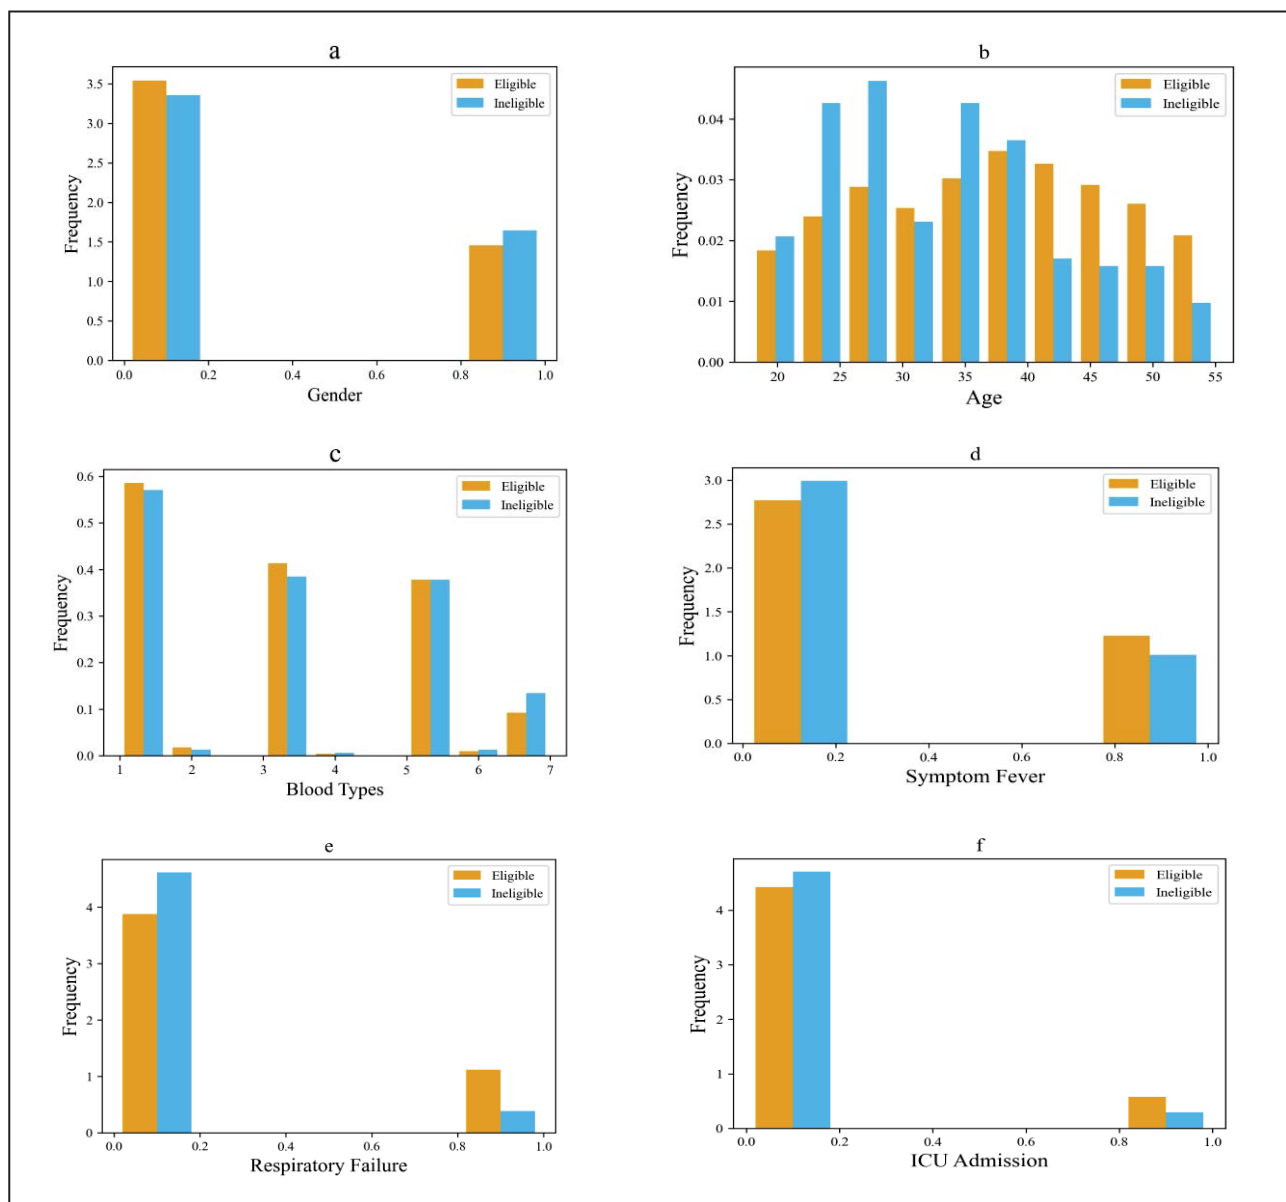 a
Eligible
Ineligible
Frequency
3.5
3.0
2.5
2.0
1.5
1.0
0.5
0.0
0.0 0.2 0.4 0.6 0.8 1.0
Gender
b
Eligible
Ineligible
Frequency
0.04
0.03
0.02
0.01
0.00
20 25 30 35 40 45 50 55
Age
c
Eligible
Ineligible
Frequency
0.6
0.5
0.4
0.3
0.2
0.1
0.0
1 2 3 4 5 6 7
Blood Types
d
Eligible
Ineligible
Frequency
3.0
2.5
2.0
1.5
1.0
0.5
0.0
0.0 0.2 0.4 0.6 0.8 1.0
Symptom Fever
e
Eligible
Ineligible
Frequency
4
3
2
1
0
0.0 0.2 0.4 0.6 0.8 1.0
Respiratory Failure
f
Eligible
Ineligible
Frequency
4
3
2
1
0
0.0 0.2 0.4 0.6 0.8 1.0
ICU Admission